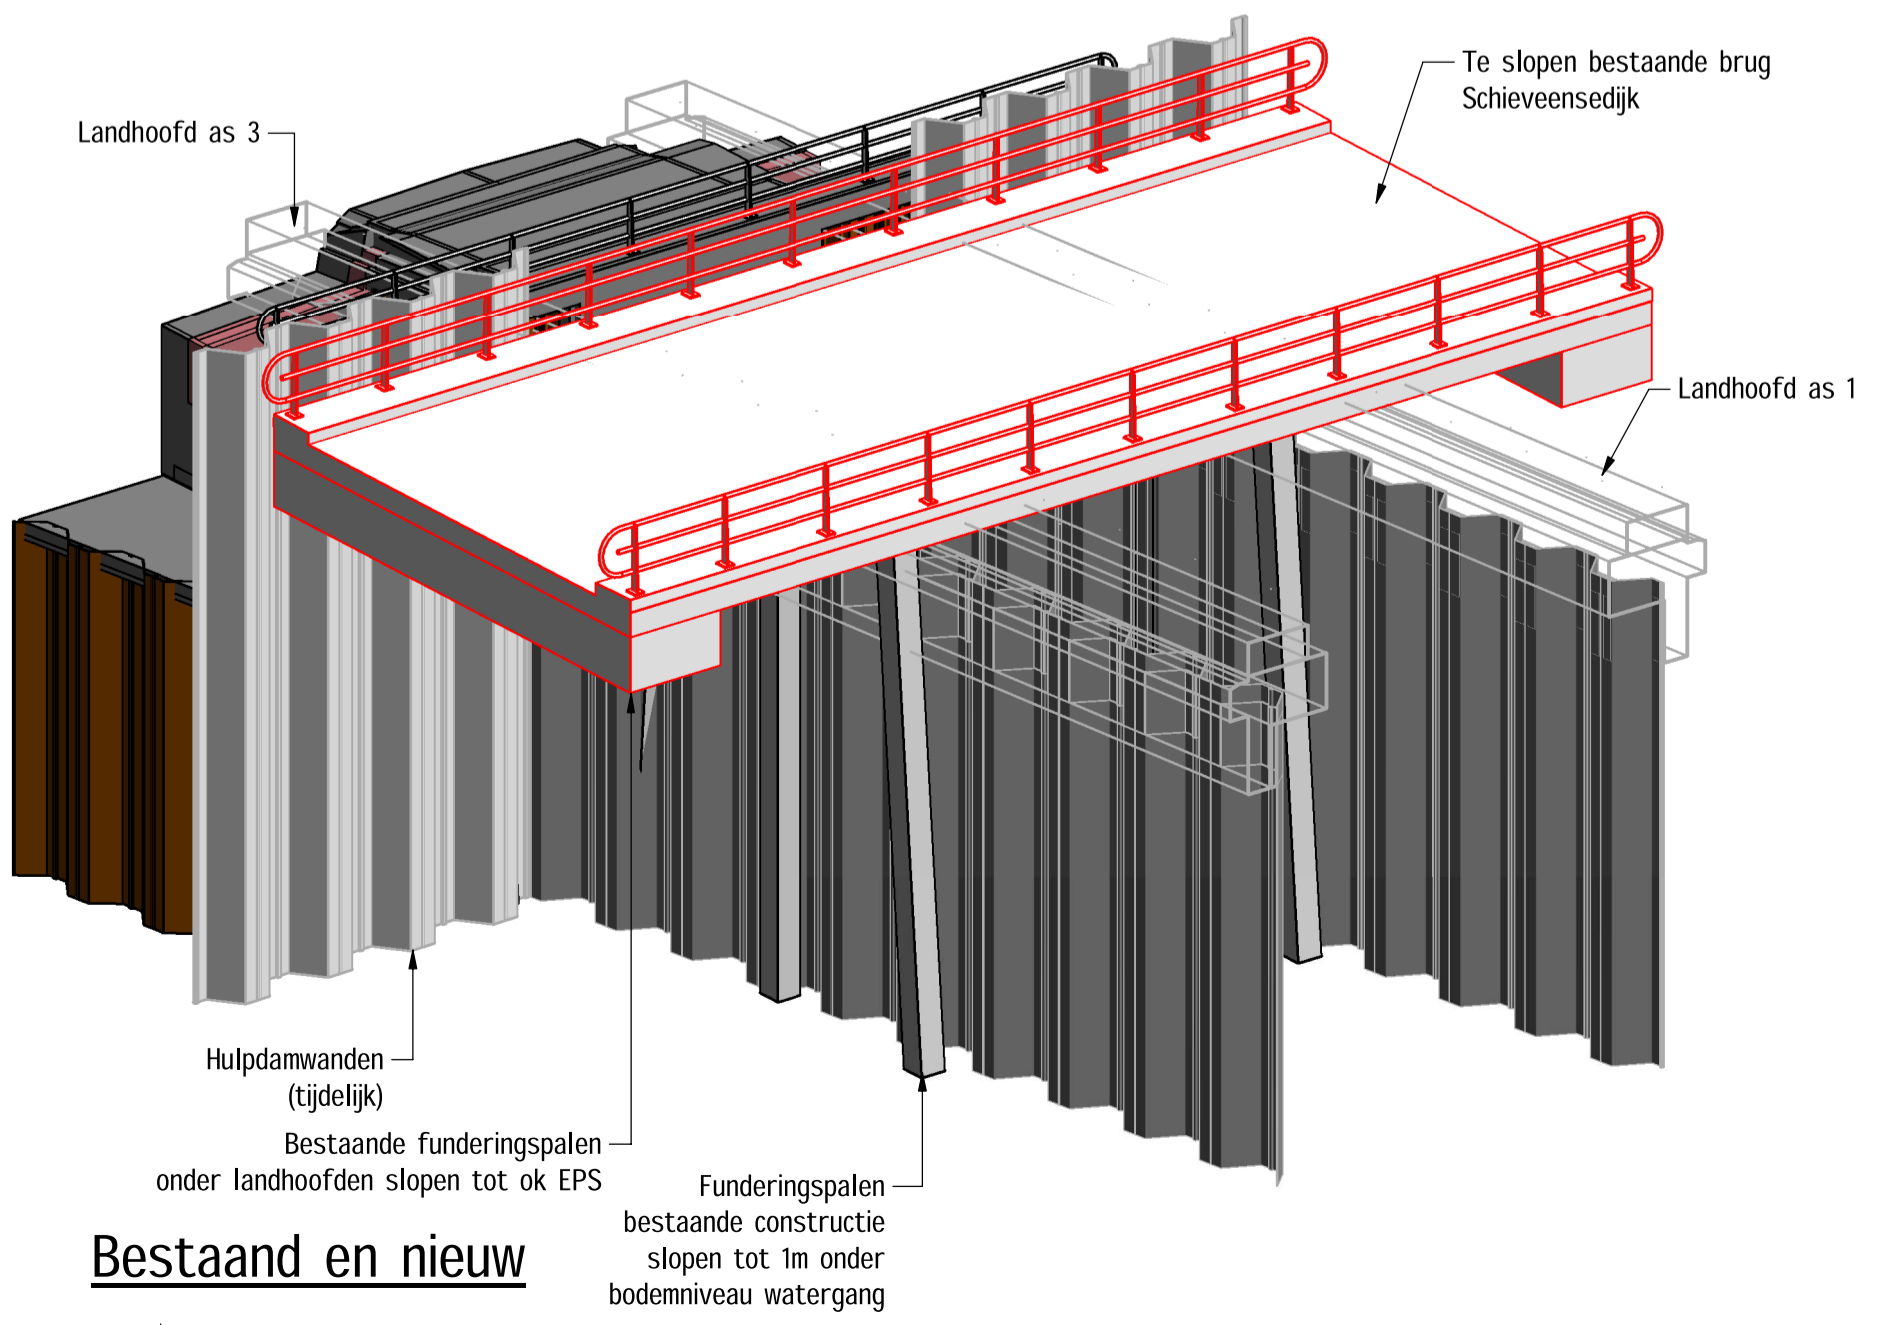 Te slopen bestaande brug
Schieveensedijk
Landhoofd as 3
Landhoofd as 1
Hulpdamwanden
(tijdelijk)
Bestaande funderingspalen
onder landhoofden slopen tot ok EPS
Funderingspalen
bestaande constructie
slopen tot 1m onder
bodemniveau watergang
Bestaand en nieuw